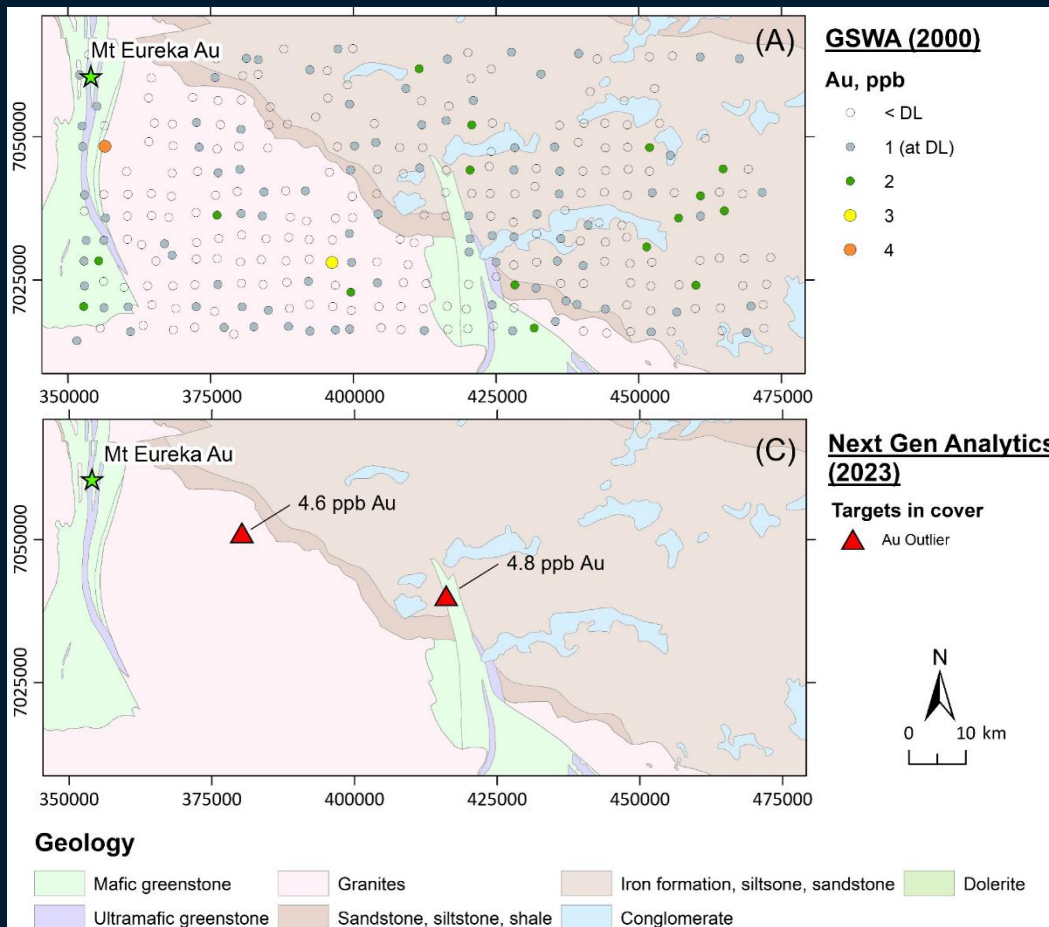 Mt Eureka Au
(A)
7050000
7025000
350000 375000 400000 425000 450000 475000
GSWA (2000)
Au, ppb
< DL
1 (at DL)
2
3
4
Mt Eureka Au
(C)
4.6 ppb Au
4.8 ppb Au
7050000
7025000
350000 375000 400000 425000 450000 475000
Next Gen Analytics
(2023)
Targets in cover
Au Outlier
N
0 10 km
Geology
Mafic greenstone Granites Iron formation, siltsone, sandstone Dolerite
Ultramafic greenstone Sandstone, siltstone, shale Conglomerate